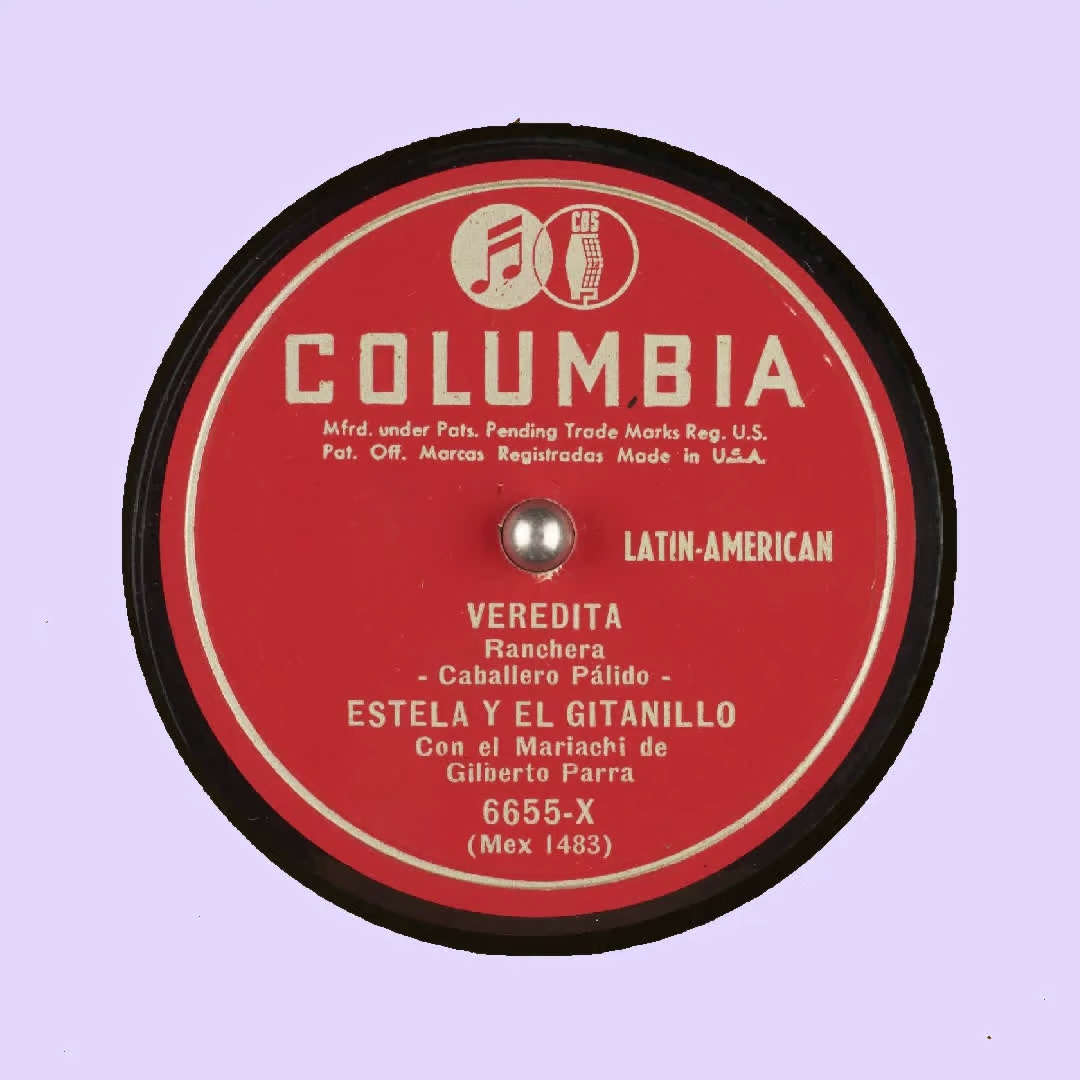 CBS
COLUMBIA
Mfrd. under Pats. Pending Trade Marks Reg. U.S.
Pat. Off. Marcas Registradas Made in U.S.A.
LATIN-AMERICAN
VEREDITA
Ranchera
- Caballero Pálido -
ESTELA Y EL GITANILLO
Con el Mariachi de
Gilberto Parra
6655-X
(Mex 1483)